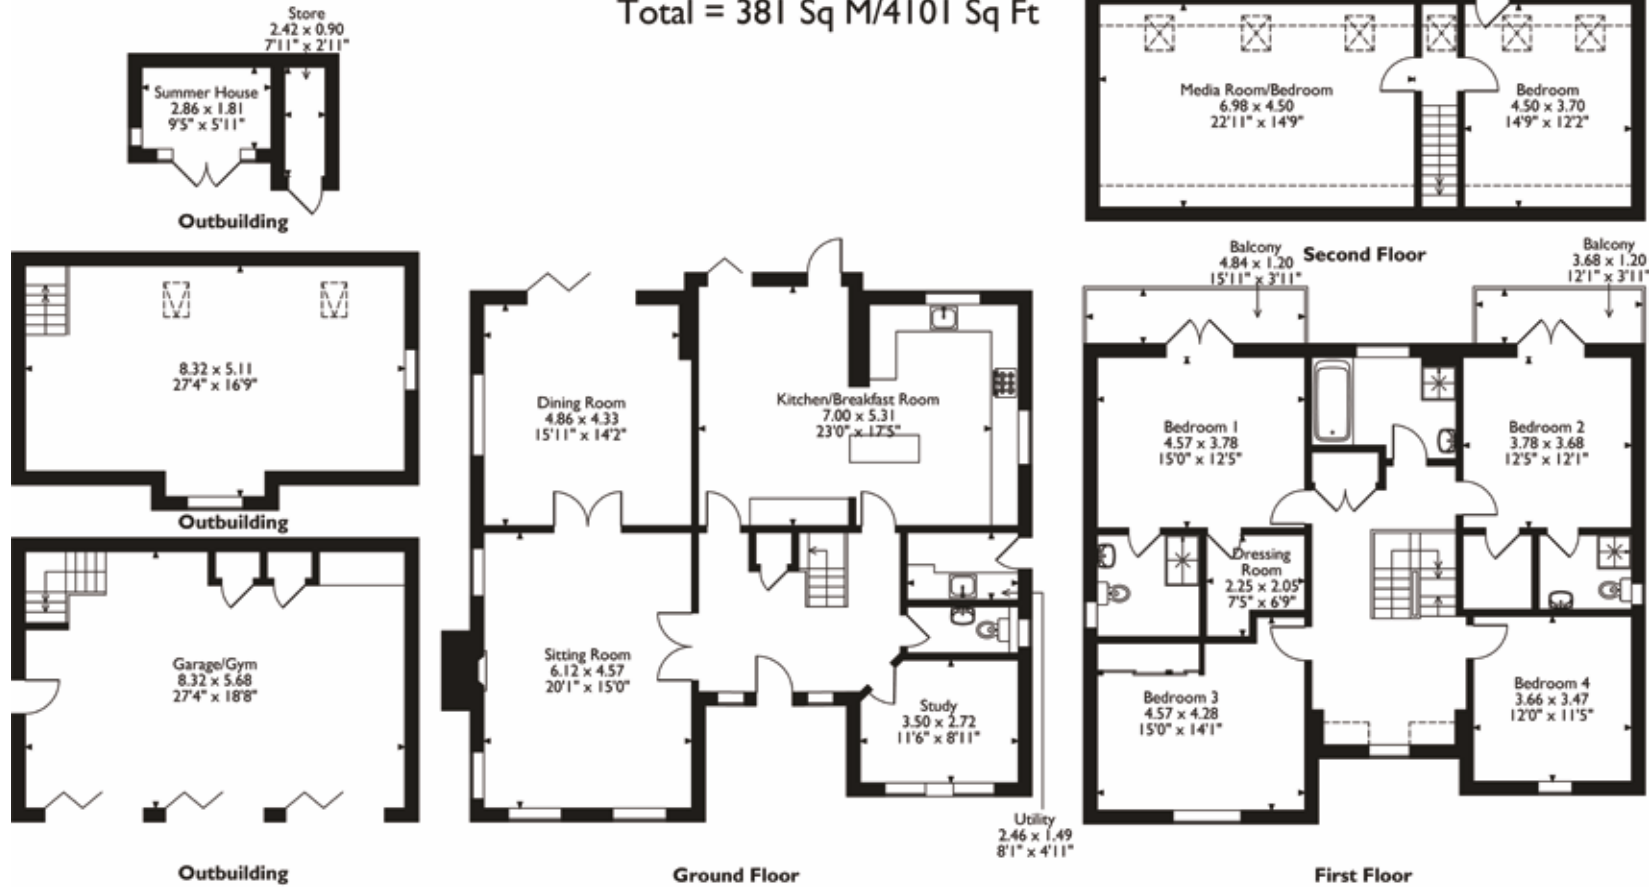 Total = 381 Sq M/4101 Sq Ft
Store
2.42 x 0.90
7'11" x 2'11"
Summer House
2.86 x 1.81
9'5" x 5'11"
Outbuilding
8.32 x 5.11
27'4" x 16'9"
Outbuilding
Garage/Gym
8.32 x 5.68
27'4" x 18'8"
Outbuilding
Dining Room
4.86 x 4.33
15'11" x 14'2"
Kitchen/Breakfast Room
7.00 x 5.31
23'0" x 17'5"
Sitting Room
6.12 x 4.57
20'1" x 15'0"
Study
3.50 x 2.72
11'6" x 8'11"
Utility
2.46 x 1.49
8'1" x 4'11"
Ground Floor
Media Room/Bedroom
6.98 x 4.50
22'11" x 14'9"
Bedroom
4.50 x 3.70
14'9" x 12'2"
Second Floor
Balcony
4.84 x 1.20
15'11" x 3'11"
Balcony
3.68 x 1.20
12'1" x 3'11"
Bedroom 1
4.57 x 3.78
15'0" x 12'5"
Bedroom 2
3.78 x 3.68
12'5" x 12'1"
Dressing
Room
2.25 x 2.05
7'5" x 6'9"
Bedroom 3
4.57 x 4.28
15'0" x 14'1"
Bedroom 4
3.66 x 3.47
12'0" x 11'5"
First Floor